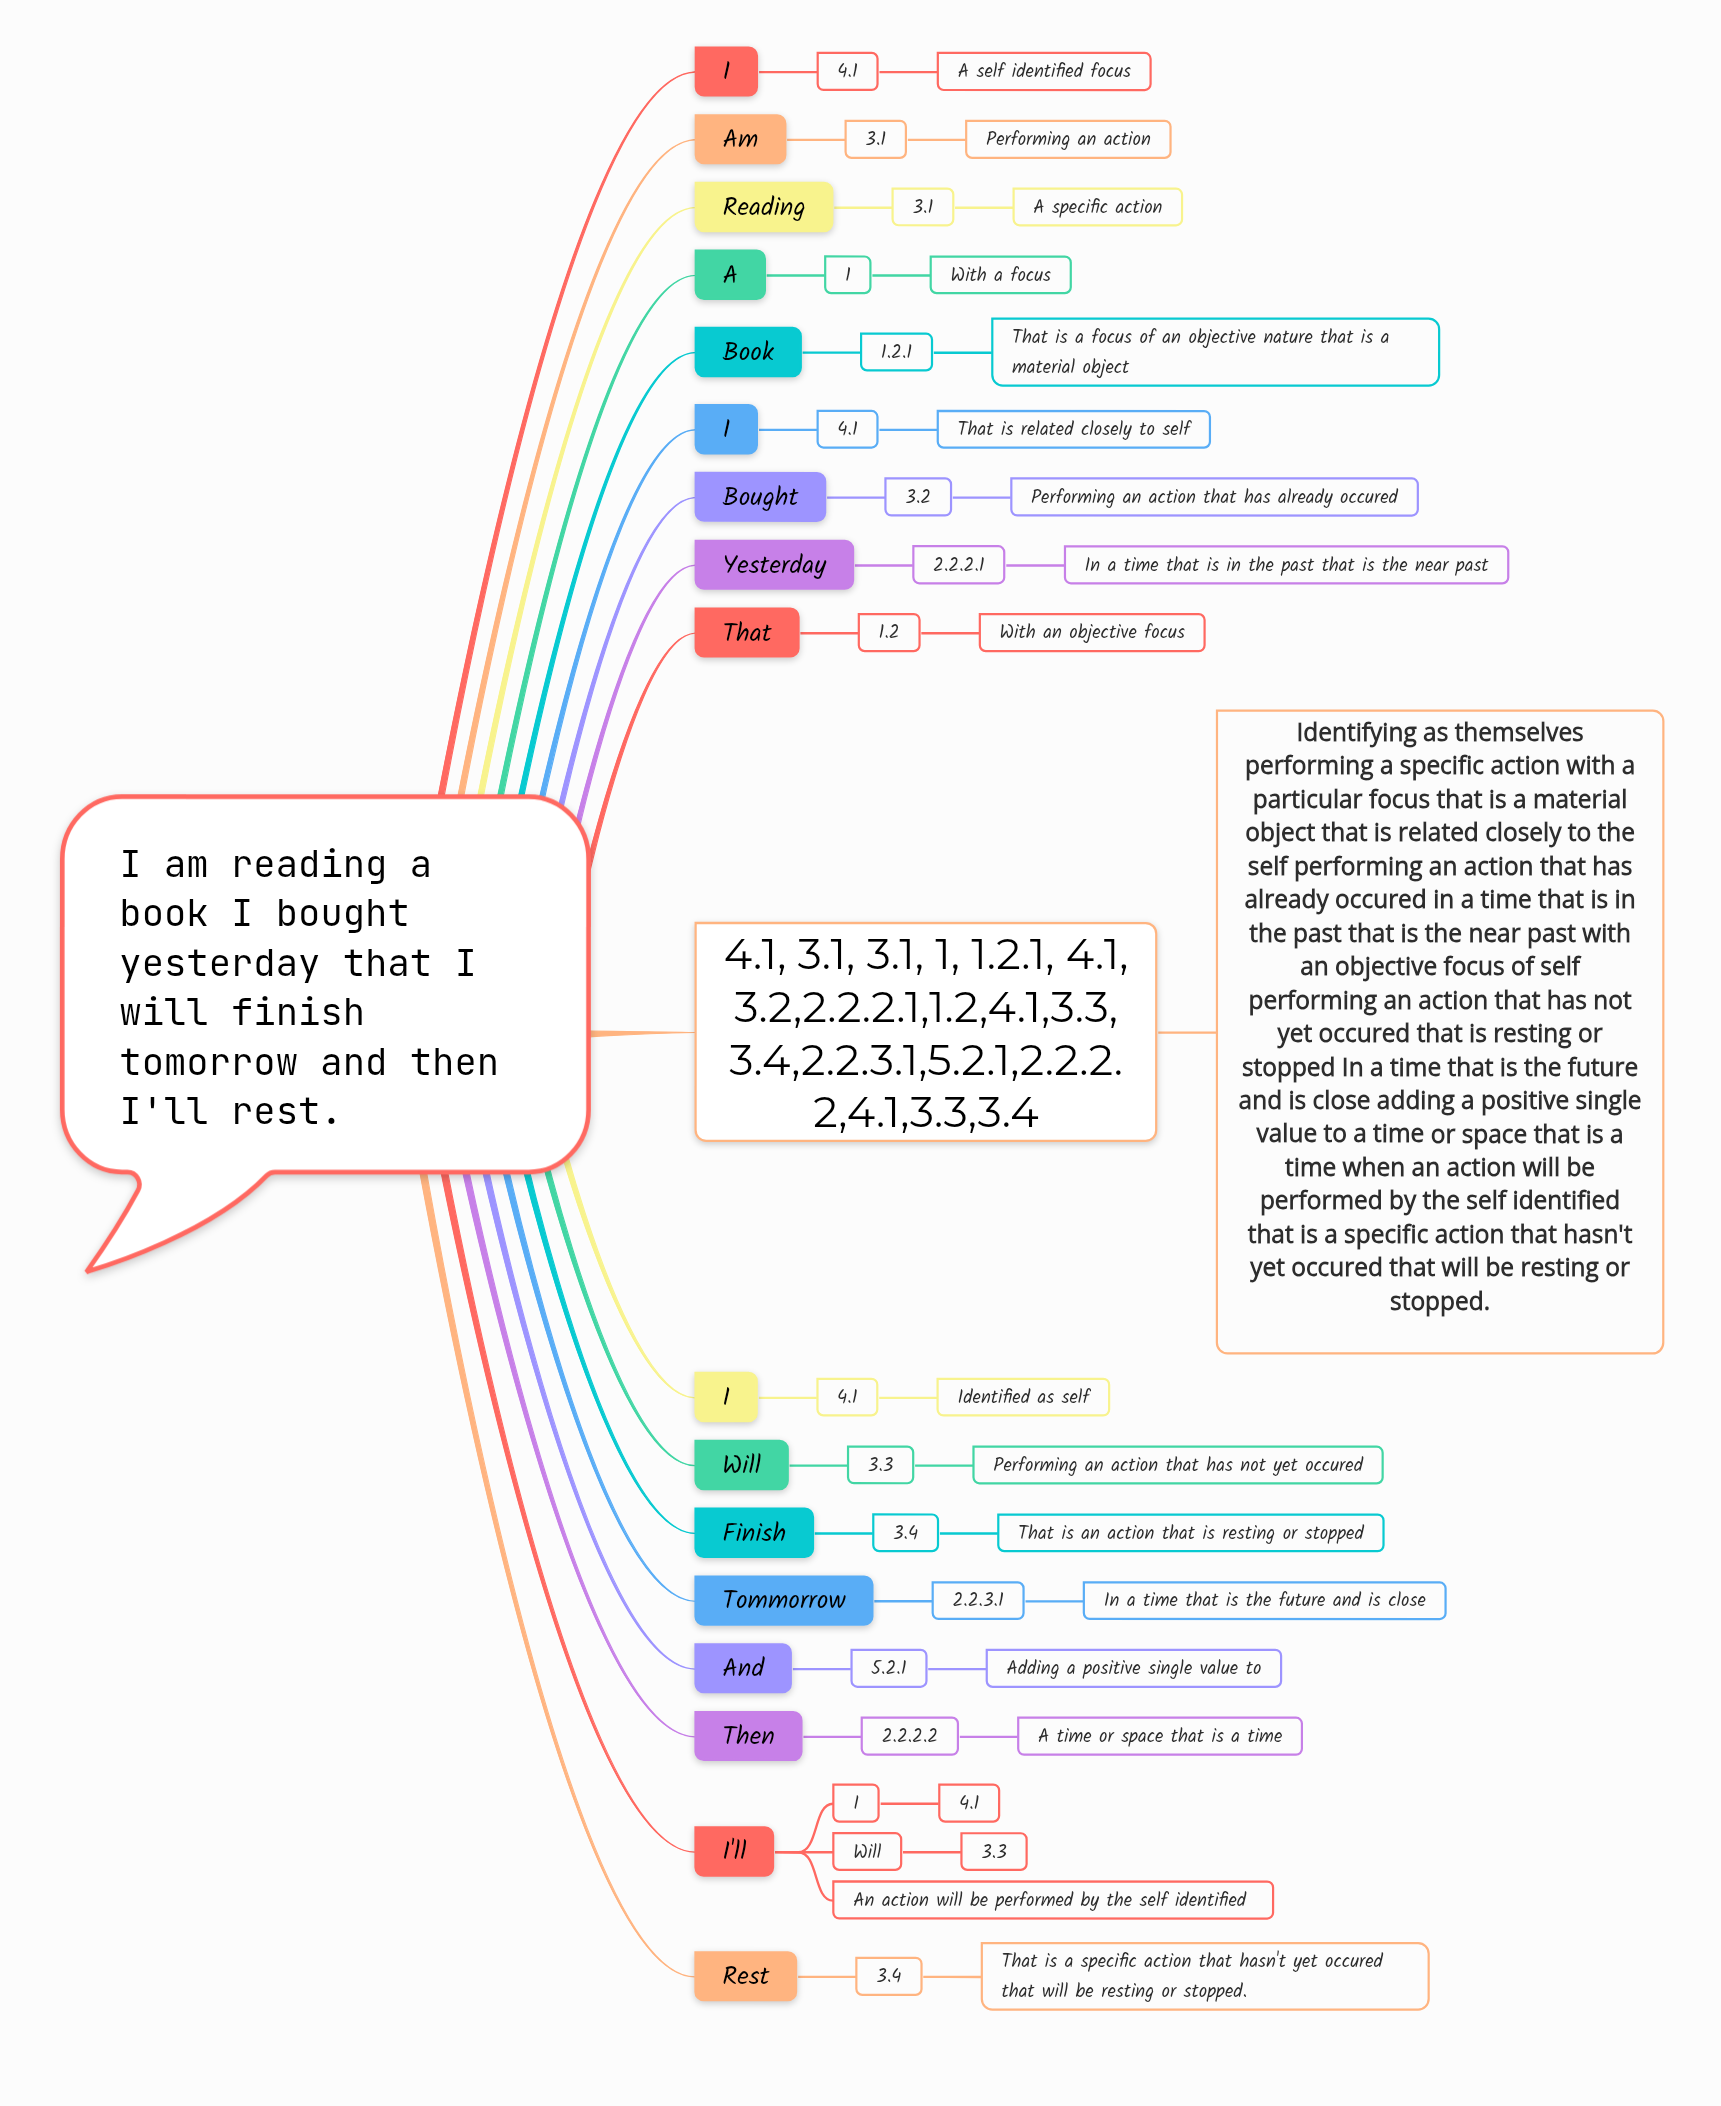 I
4.1
A self identified focus
Am
3.1
Performing an action
Reading
3.1
A specific action
A
1
With a focus
Book
1.2.1
That is a focus of an objective nature that is a
material object
I
4.1
That is related closely to self
Bought
3.2
Performing an action that has already occured
Yesterday
2.2.2.1
In a time that is in the past that is the near past
That
1.2
With an objective focus
I am reading a
book I bought
yesterday that I
will finish
tomorrow and then
I'll rest.
4.1, 3.1, 3.1, 1, 1.2.1, 4.1,
3.2,2.2.2.1,1.2,4.1,3.3,
3.4,2.2.3.1,5.2.1,2.2.2.
2,4.1,3.3,3.4
Identifying as themselves
performing a specific action with a
particular focus that is a material
object that is related closely to the
self performing an action that has
already occured in a time that is in
the past that is the near past with
an objective focus of self
performing an action that has not
yet occured that is resting or
stopped In a time that is the future
and is close adding a positive single
value to a time or space that is a
time when an action will be
performed by the self identified
that is a specific action that hasn't
yet occured that will be resting or
stopped.
I
4.1
Identified as self
Will
3.3
Performing an action that has not yet occured
Finish
3.4
That is an action that is resting or stopped
Tommorrow
2.2.3.1
In a time that is the future and is close
And
5.2.1
Adding a positive single value to
Then
2.2.2.2
A time or space that is a time
I'll
I
4.1
Will
3.3
An action will be performed by the self identified
Rest
3.4
That is a specific action that hasn't yet occured
that will be resting or stopped.